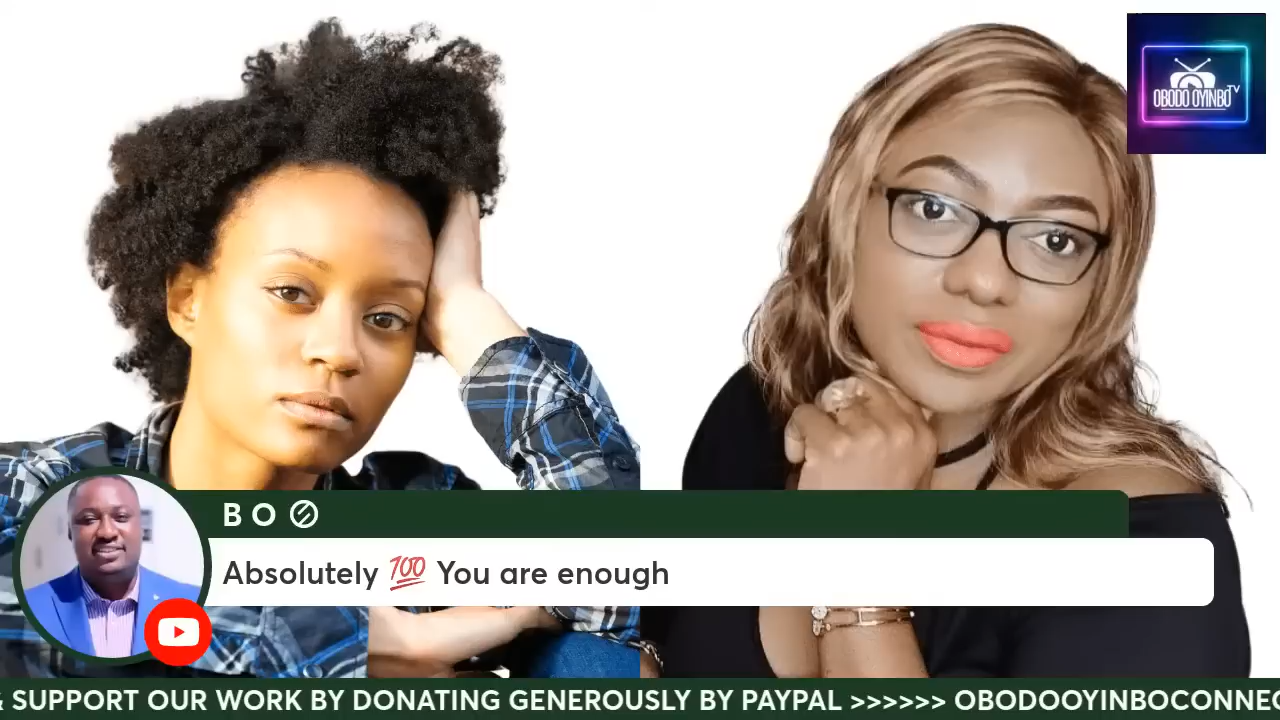 OBODO OYINBO TV
B O
Absolutely 💯 You are enough
& SUPPORT OUR WORK BY DONATING GENEROUSLY BY PAYPAL >>>>>> OBODOOYINBOCONNEC